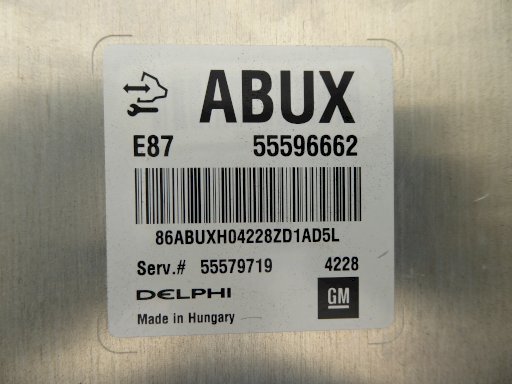 ABUX
E87 55596662
86ABUXH04228ZD1AD5L
Serv.# 55579719 4228
DELPHI GM
Made in Hungary